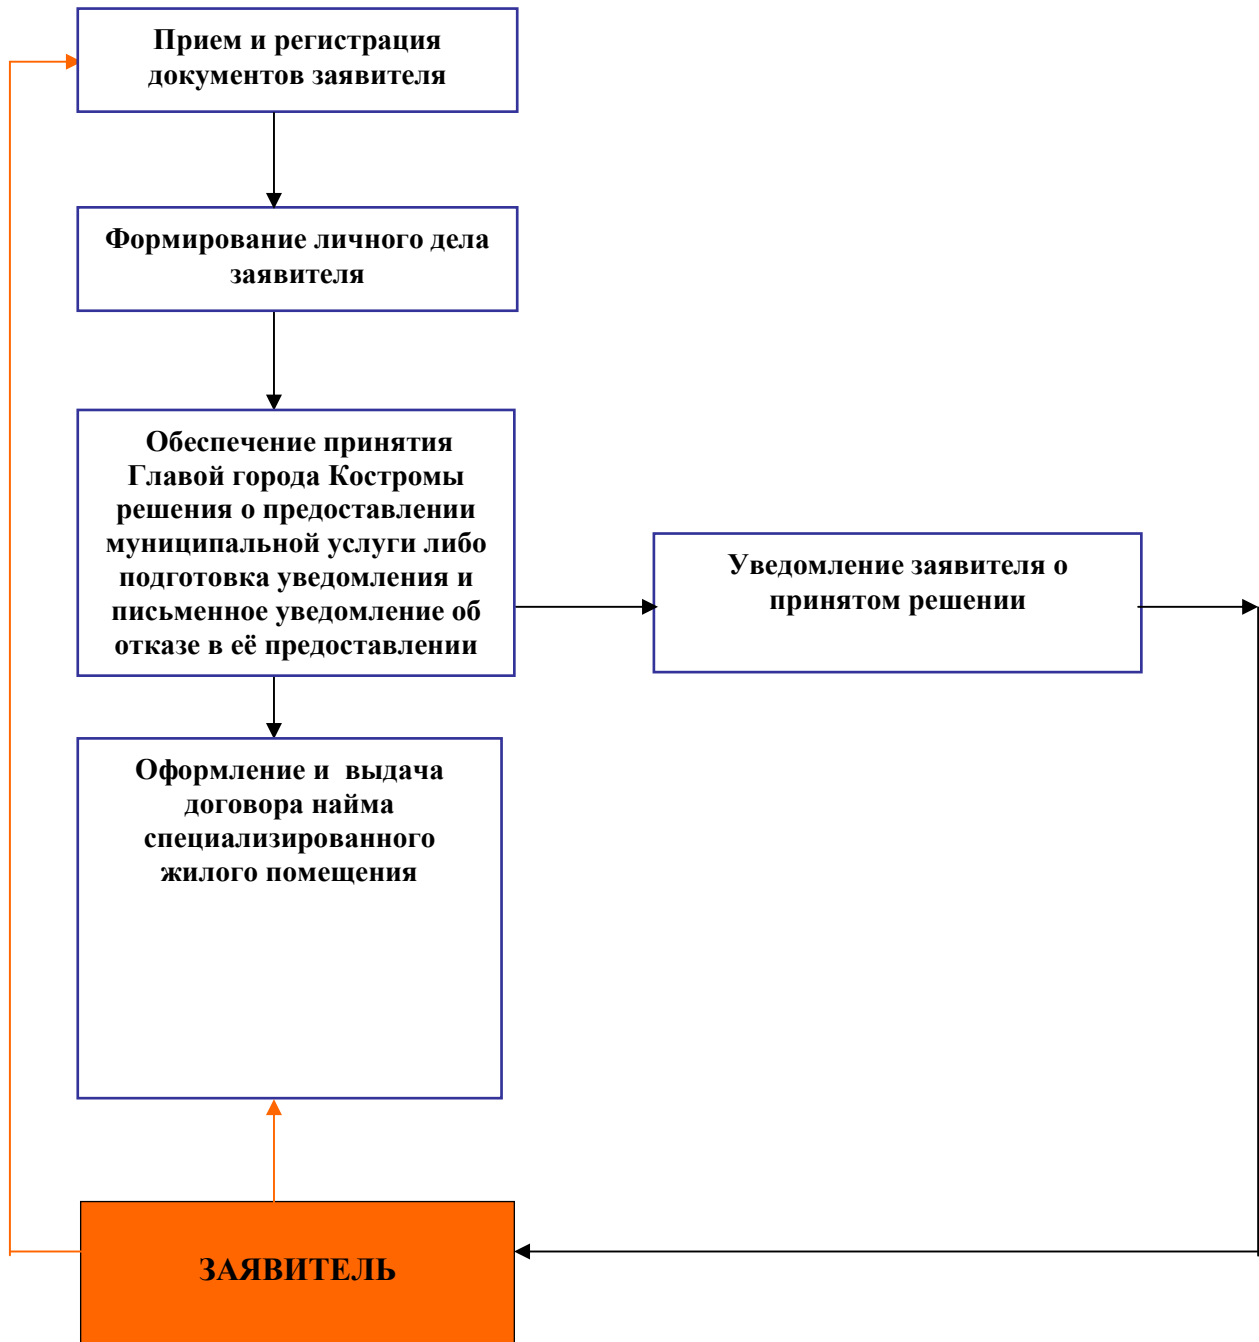 Прием и регистрация
документов заявителя
Формирование личного дела
заявителя
Обеспечение принятия
Главой города Костромы
решения о предоставлении
муниципальной услуги либо
подготовка уведомления и
письменное уведомление об
отказе в её предоставлении
Уведомление заявителя о
принятом решении
Оформление и  выдача
договора найма
специализированного
жилого помещения
ЗАЯВИТЕЛЬ